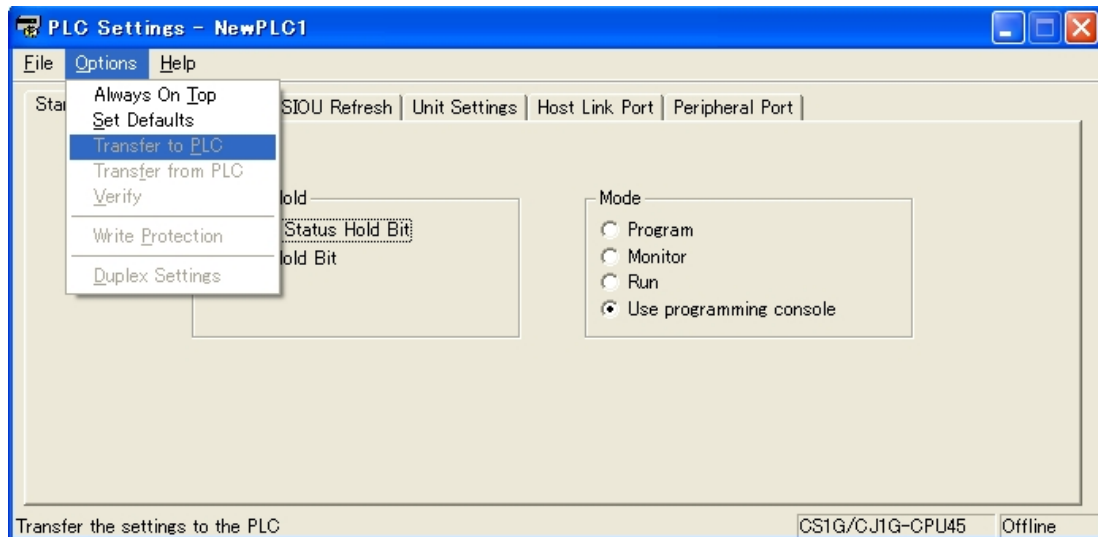 PLC Settings - NewPLC1
File Options Help
Always On Top
Set Defaults
Transfer to PLC
Transfer from PLC
Verify
Write Protection
Duplex Settings
SIOU Refresh Unit Settings Host Link Port Peripheral Port
Status Hold Bit
Hold Bit
Mode
Program
Monitor
Run
Use programming console
Transfer the settings to the PLC CS1G/CJ1G-CPU45 Offline